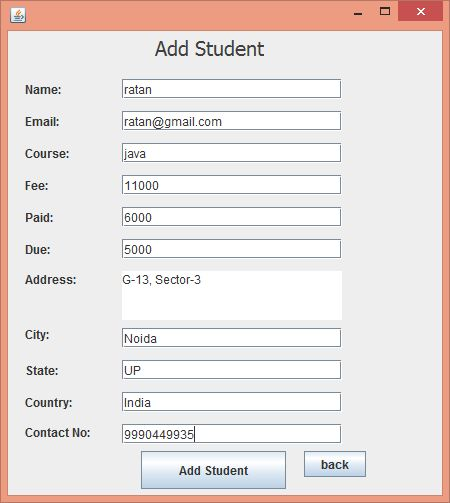 Add Student
Name: ratan
Email: ratan@gmail.com
Course: java
Fee: 11000
Paid: 6000
Due: 5000
Address: G-13, Sector-3
City: Noida
State: UP
Country: India
Contact No: 9990449935
Add Student back